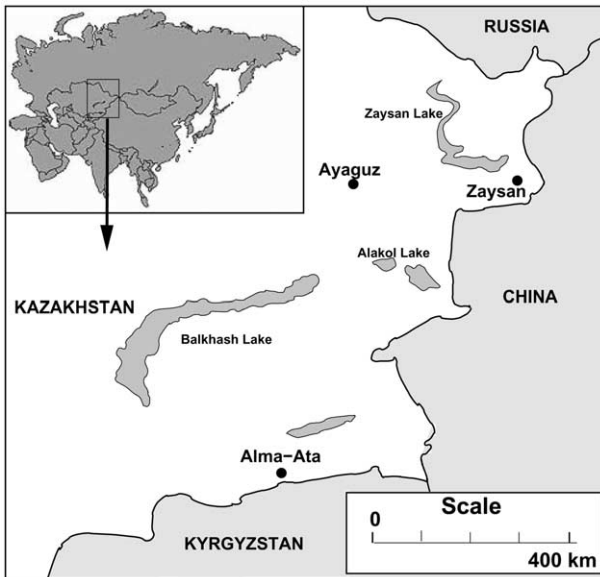 RUSSIA
Zaysan Lake
Ayaguz
Zaysan
Alakol Lake
KAZAKHSTAN
CHINA
Balkhash Lake
Alma-Ata
Scale
0
400 km
KYRGYZSTAN